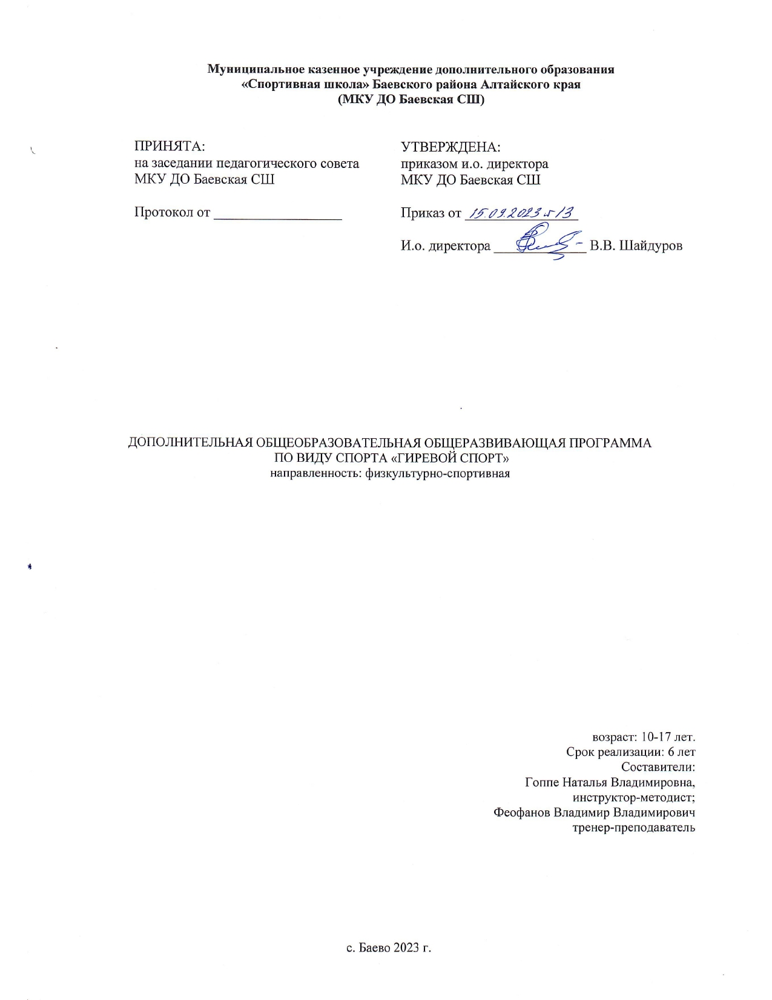 Муниципальное казенное учреждение дополнительного образования
«Спортивная школа» Баевского района Алтайского края
(МКУ ДО Баевская СШ)
ПРИНЯТА:
на заседании педагогического совета
МКУ ДО Баевская СШ
Протокол от
УТВЕРЖДЕНА:
приказом и.о. директора
МКУ ДО Баевская СШ
Приказ от 15.09.2023 г 13
И.о. директора В.В. Шайдуров
ДОПОЛНИТЕЛЬНАЯ ОБЩЕОБРАЗОВАТЕЛЬНАЯ ОБЩЕРАЗВИВАЮЩАЯ ПРОГРАММА
ПО ВИДУ СПОРТА «ГИРЕВОЙ СПОРТ»
направленность: физкультурно-спортивная
возраст: 10-17 лет.
Срок реализации: 6 лет
Составители:
Гоппе Наталья Владимировна,
инструктор-методист;
Феофанов Владимир Владимирович
тренер-преподаватель
с. Баево 2023 г.